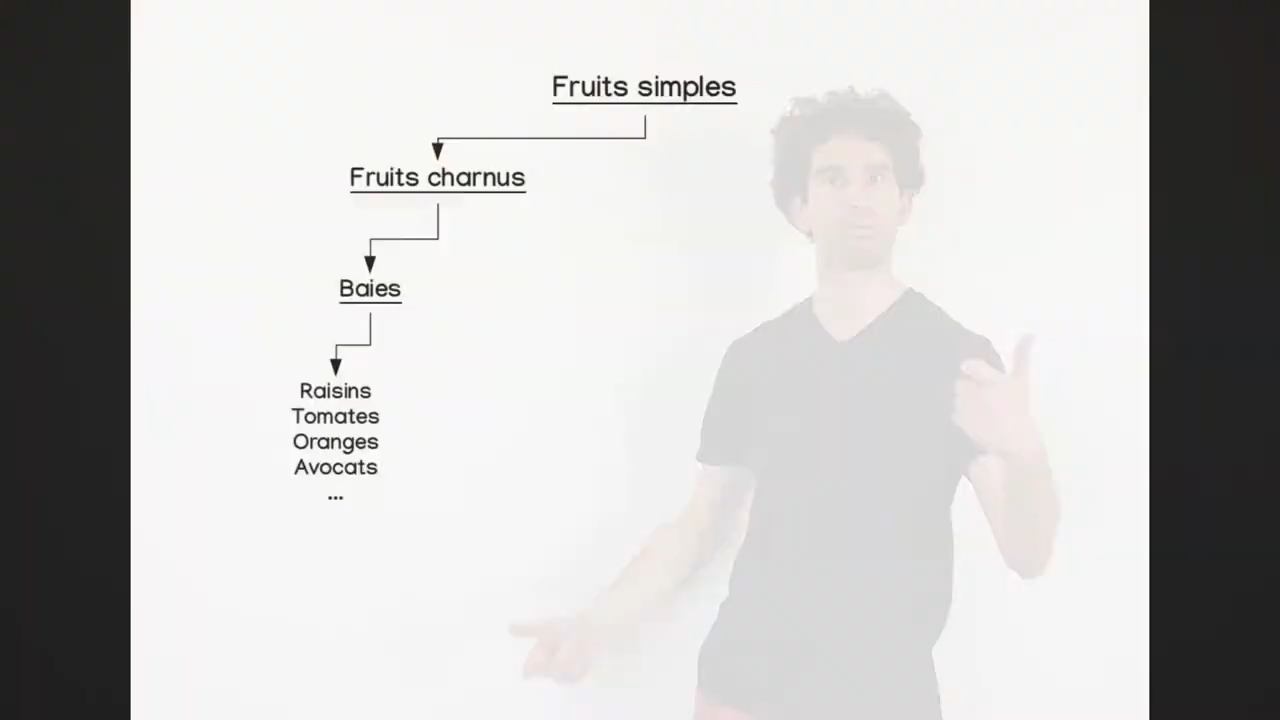 Fruits simples
Fruits charnus
Baies
Raisins
Tomates
Oranges
Avocats
...